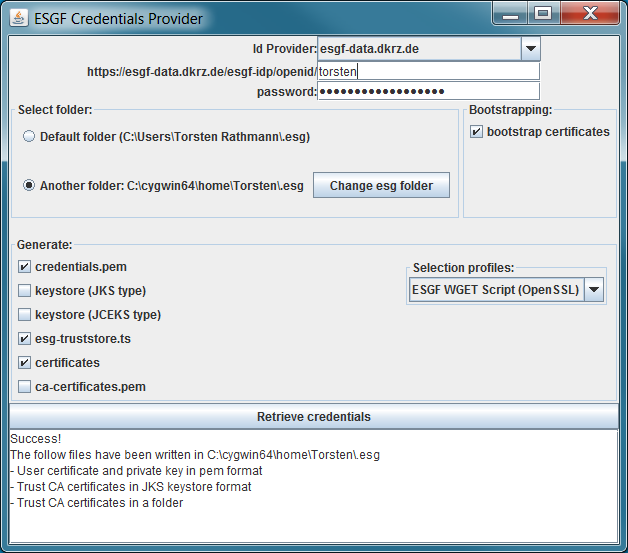 ESGF Credentials Provider
Id Provider: esgf-data.dkrz.de
https://esgf-data.dkrz.de/esgf-idp/openid/torsten
password: ●●●●●●●●●●●●●●●●●
Select folder:
Bootstrapping:
Default folder (C:\Users\Torsten Rathmann\.esg)
bootstrap certificates
Another folder: C:\cygwin64\home\Torsten\.esg
Change esg folder
Generate:
credentials.pem
Selection profiles:
keystore (JKS type)
ESGF WGET Script (OpenSSL)
keystore (JCEKS type)
esg-truststore.ts
certificates
ca-certificates.pem
Retrieve credentials
Success!
The follow files have been written in C:\cygwin64\home\Torsten\.esg
- User certificate and private key in pem format
- Trust CA certificates in JKS keystore format
- Trust CA certificates in a folder